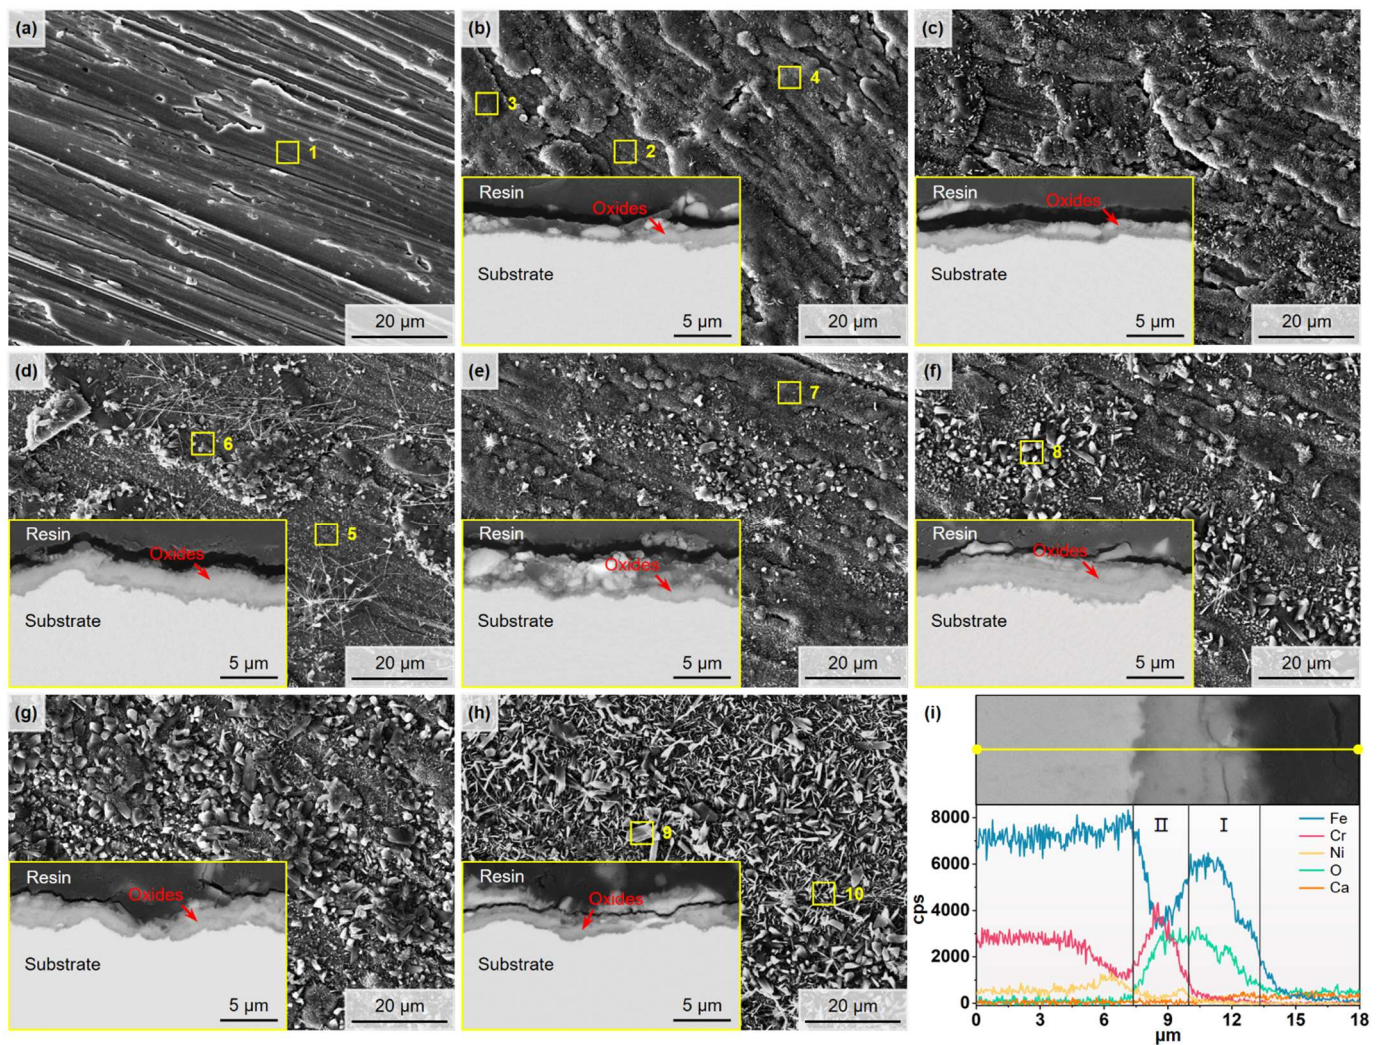 (a)
1
20 μm
(b)
3
4
2
Resin
Oxides
Substrate
5 μm
20 μm
(c)
Resin
Oxides
Substrate
5 μm
20 μm
(d)
6
5
Resin
Oxides
Substrate
5 μm
20 μm
(e)
7
Resin
Oxides
Substrate
5 μm
20 μm
(f)
8
Resin
Oxides
Substrate
5 μm
20 μm
(g)
Resin
Oxides
Substrate
5 μm
20 μm
(h)
9
10
Resin
Oxides
Substrate
5 μm
20 μm
(i)
8000
6000
4000
2000
0
cps
II
I
Fe
Cr
Ni
O
Ca
0 3 6 9 12 15 18
μm